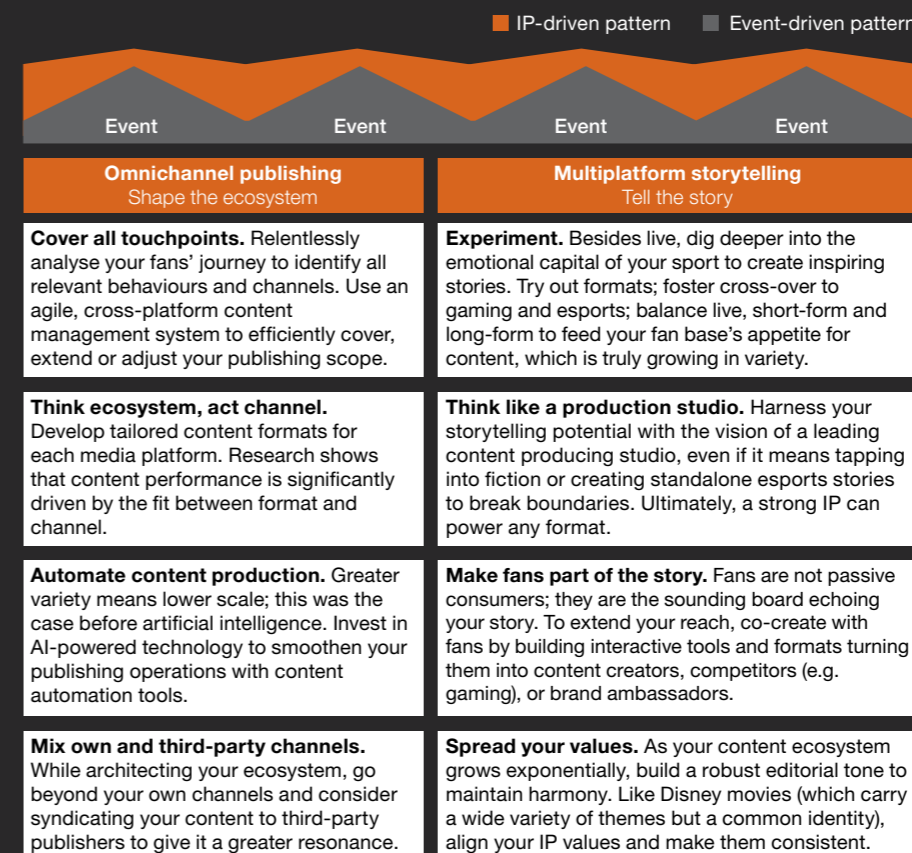 IP-driven pattern
Event-driven pattern
Event
Event
Event
Event
Omnichannel publishing
Shape the ecosystem
Cover all touchpoints. Relentlessly
analyse your fans’ journey to identify all
relevant behaviours and channels. Use an
agile, cross-platform content
management system to efficiently cover,
extend or adjust your publishing scope.
Think ecosystem, act channel.
Develop tailored content formats for
each media platform. Research shows
that content performance is significantly
driven by the fit between format and
channel.
Automate content production. Greater
variety means lower scale; this was the
case before artificial intelligence. Invest in
AI-powered technology to smoothen your
publishing operations with content
automation tools.
Mix own and third-party channels.
While architecting your ecosystem, go
beyond your own channels and consider
syndicating your content to third-party
publishers to give it a greater resonance.
Multiplatform storytelling
Tell the story
Experiment. Besides live, dig deeper into the
emotional capital of your sport to create inspiring
stories. Try out formats; foster cross-over to
gaming and esports; balance live, short-form and
long-form to feed your fan base’s appetite for
content, which is truly growing in variety.
Think like a production studio. Harness your
storytelling potential with the vision of a leading
content producing studio, even if it means tapping
into fiction or creating standalone esports stories
to break boundaries. Ultimately, a strong IP can
power any format.
Make fans part of the story. Fans are not passive
consumers; they are the sounding board echoing
your story. To extend your reach, co-create with
fans by building interactive tools and formats turning
them into content creators, competitors (e.g.
gaming), or brand ambassadors.
Spread your values. As your content ecosystem
grows exponentially, build a robust editorial tone to
maintain harmony. Like Disney movies (which carry
a wide variety of themes but a common identity),
align your IP values and make them consistent.